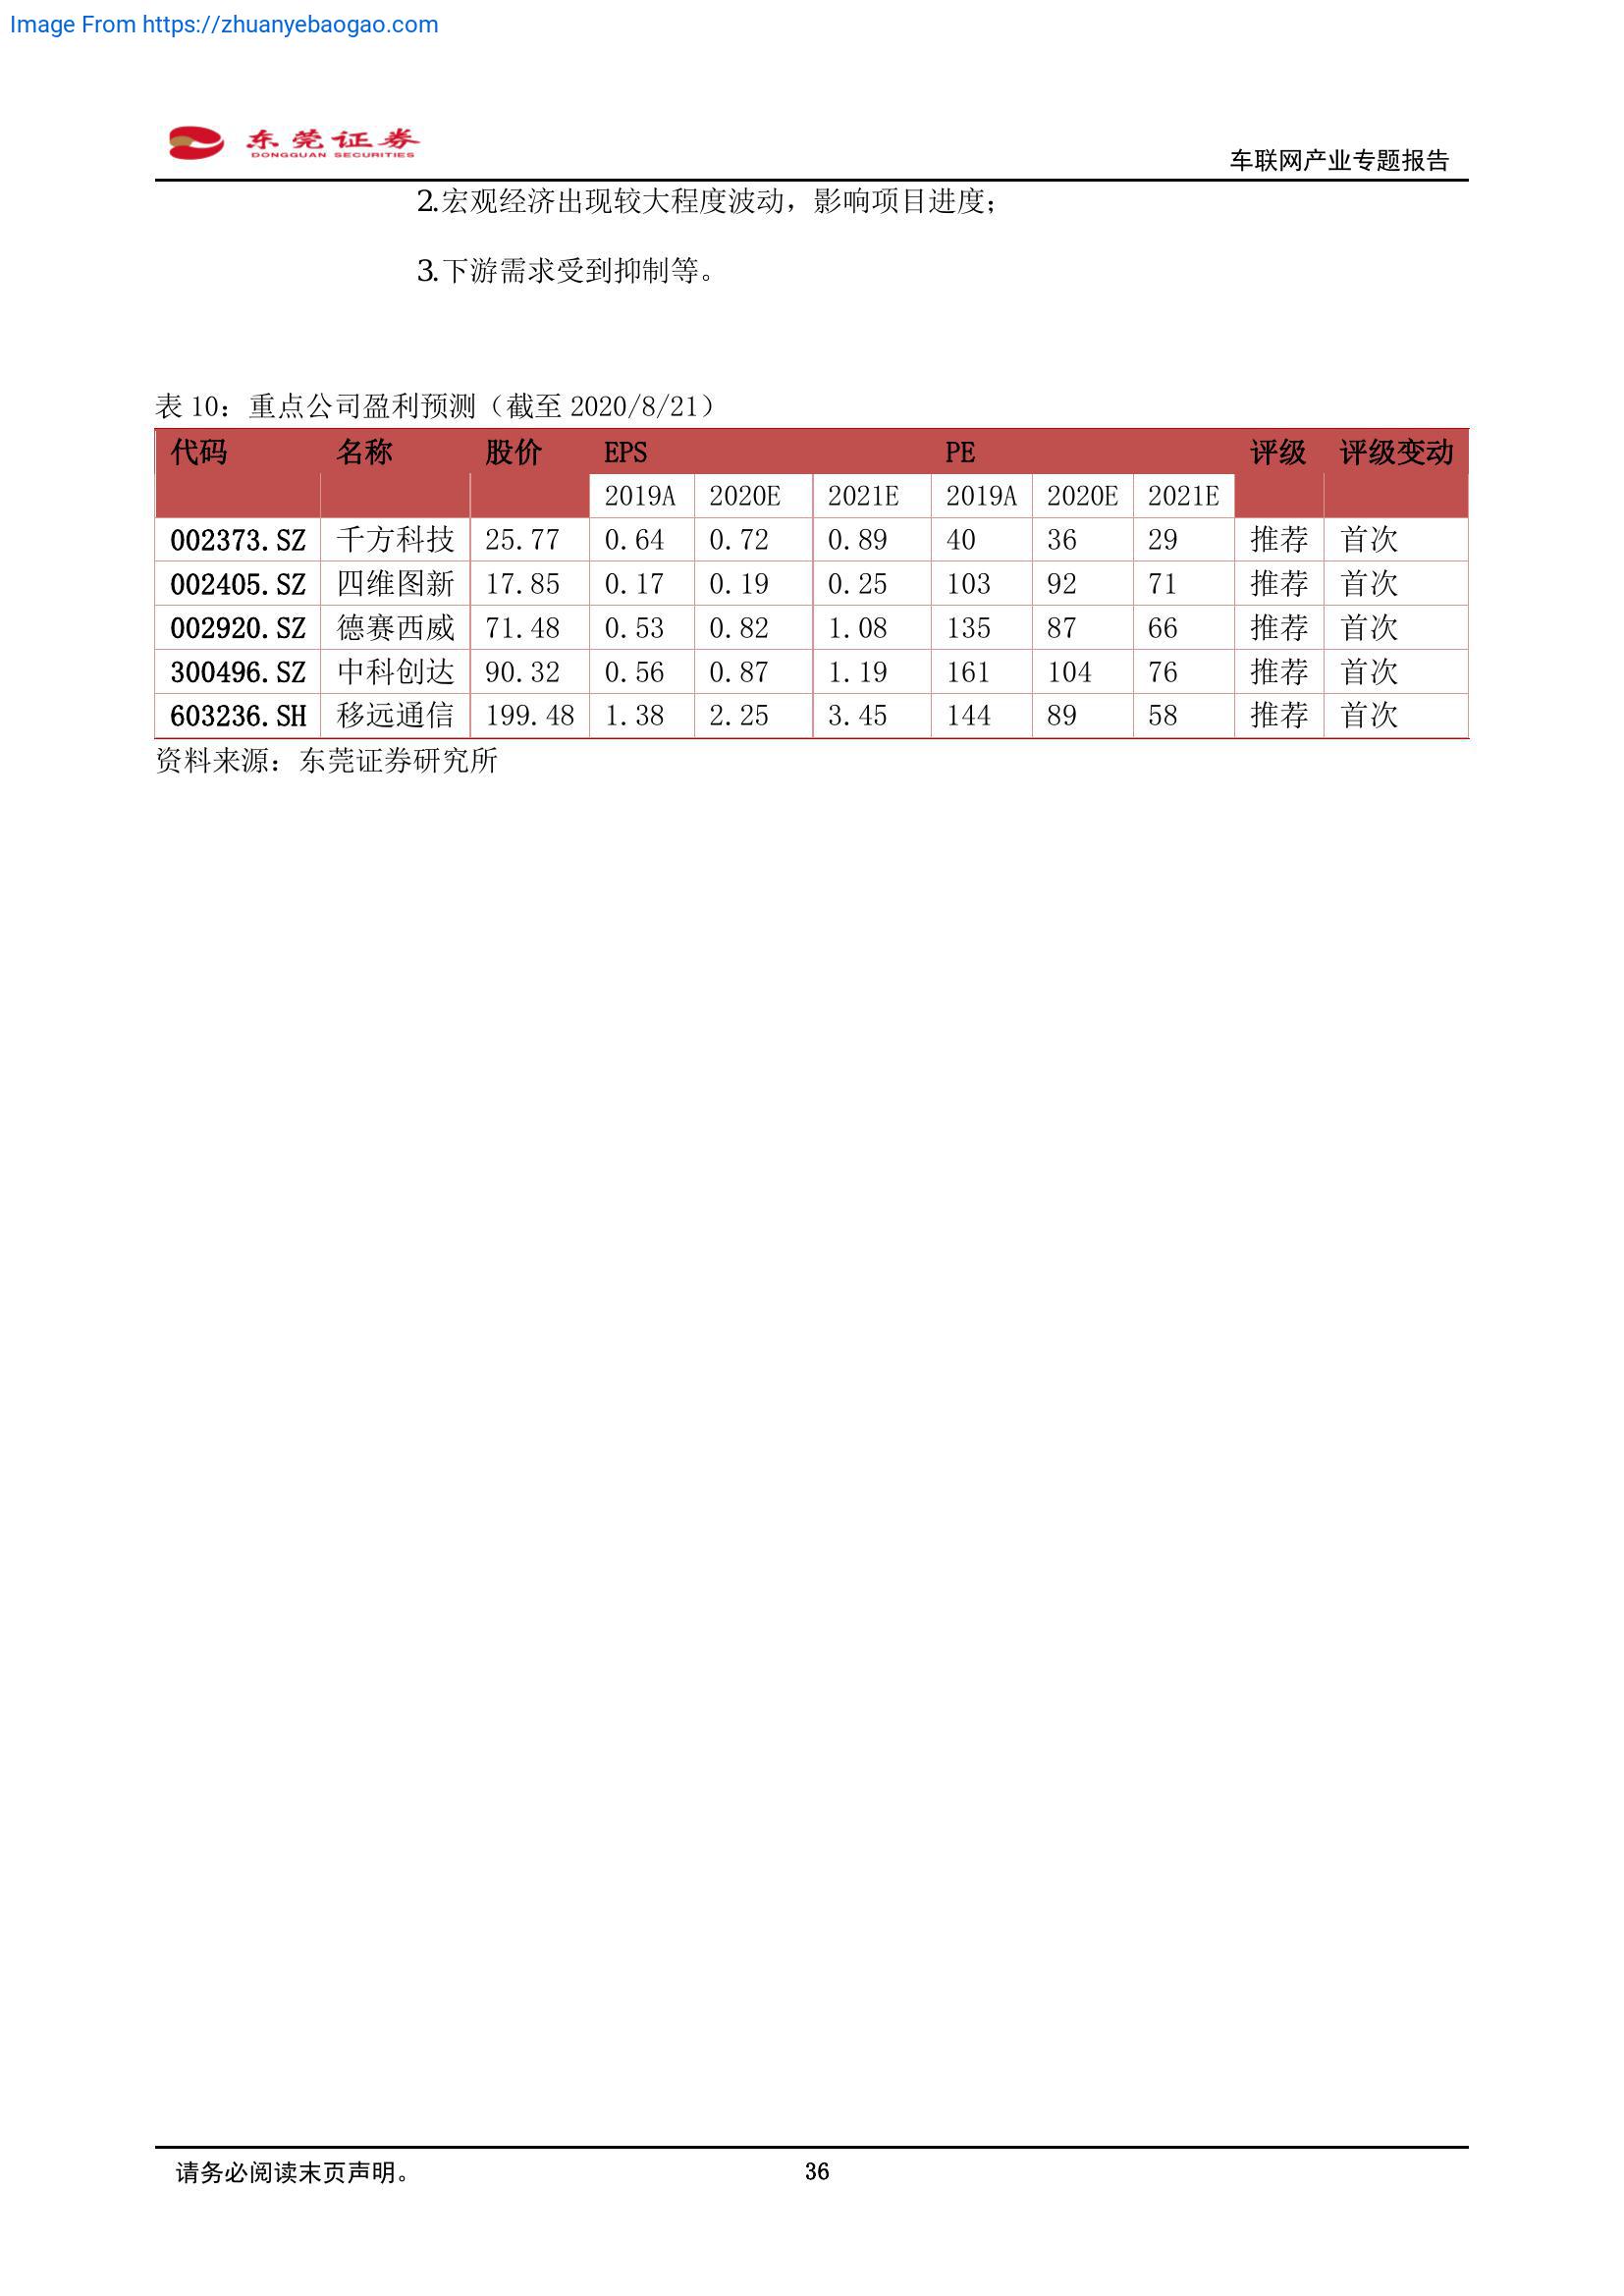 Image From https://zhuanyebaogao.com
东莞证券
DONGGUAN SECURITIES
车联网产业专题报告
2.宏观经济出现较大程度波动，影响项目进度；
3.下游需求受到抑制等。
表 10：重点公司盈利预测（截至 2020/8/21）
代码 名称 股价 EPS PE 评级 评级变动
2019A 2020E 2021E 2019A 2020E 2021E
002373.SZ 千方科技 25.77 0.64 0.72 0.89 40 36 29 推荐 首次
002405.SZ 四维图新 17.85 0.17 0.19 0.25 103 92 71 推荐 首次
002920.SZ 德赛西威 71.48 0.53 0.82 1.08 135 87 66 推荐 首次
300496.SZ 中科创达 90.32 0.56 0.87 1.19 161 104 76 推荐 首次
603236.SH 移远通信 199.48 1.38 2.25 3.45 144 89 58 推荐 首次
资料来源：东莞证券研究所
请务必阅读末页声明。 36